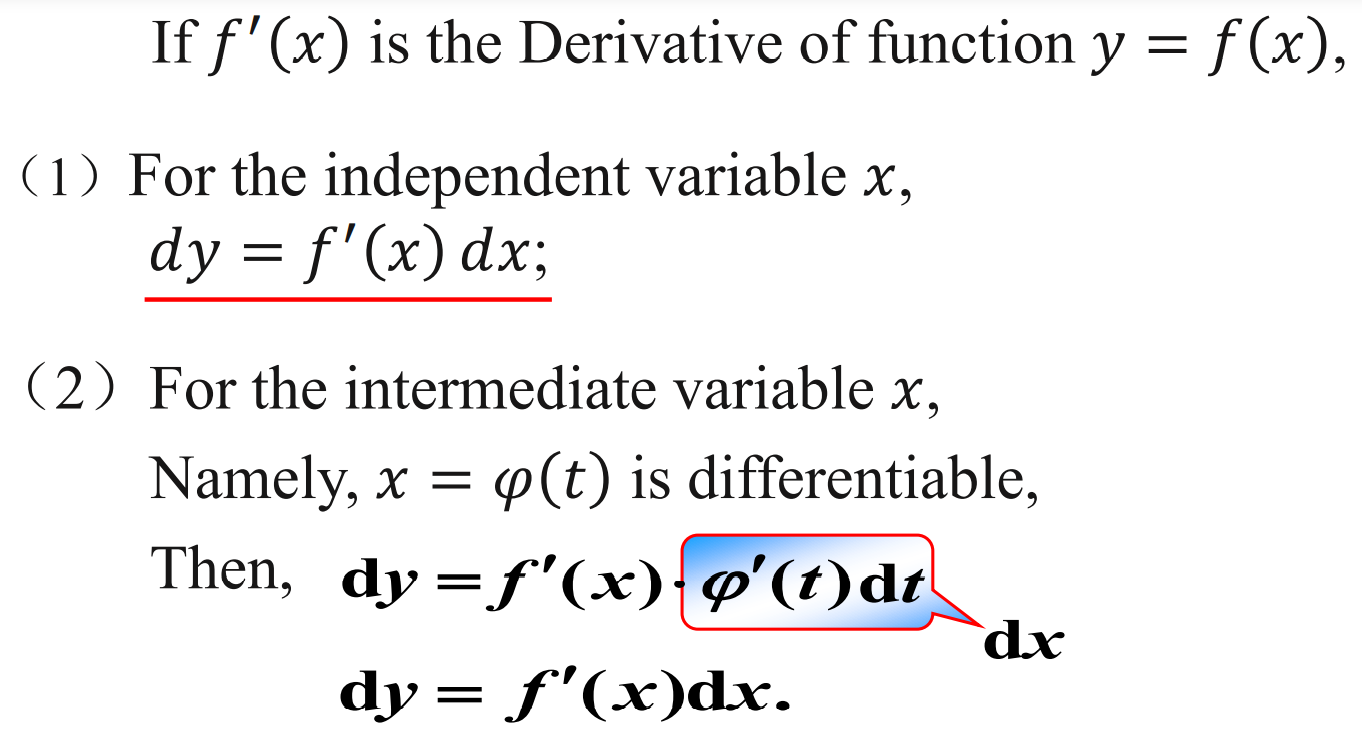 If f′(x) is the Derivative of function y = f(x),
（1）For the independent variable x,
dy = f′(x) dx;
（2）For the intermediate variable x,
Namely, x = φ(t) is differentiable,
Then, dy = f′(x) · φ′(t)dt
dx
dy = f′(x)dx.